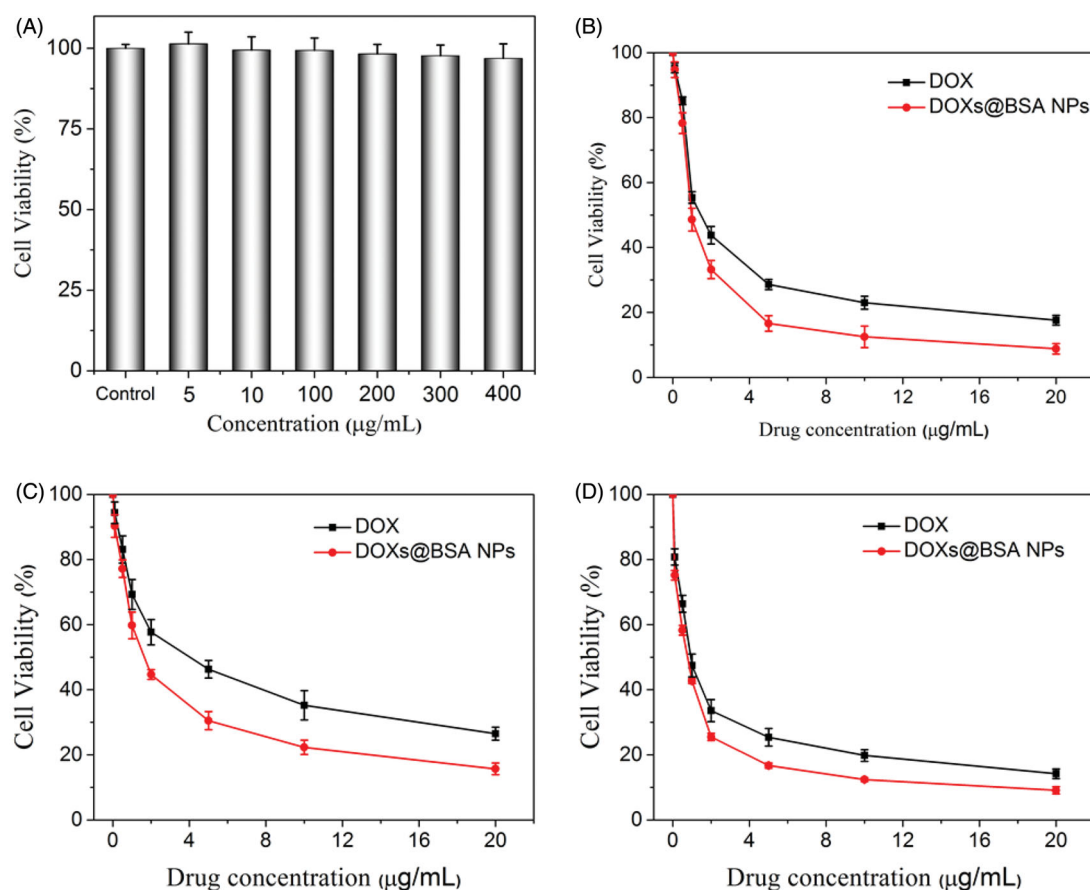 (A)
Cell Viability (%)
100
75
50
25
0
Control 5 10 100 200 300 400
Concentration (μg/mL)
(B)
Cell Viability (%)
100
80
60
40
20
0
DOX
DOXs@BSA NPs
0 4 8 12 16 20
Drug concentration (μg/mL)
(C)
Cell Viability (%)
100
80
60
40
20
0
DOX
DOXs@BSA NPs
0 4 8 12 16 20
Drug concentration (μg/mL)
(D)
Cell Viability (%)
100
80
60
40
20
0
DOX
DOXs@BSA NPs
0 4 8 12 16 20
Drug concentration (μg/mL)